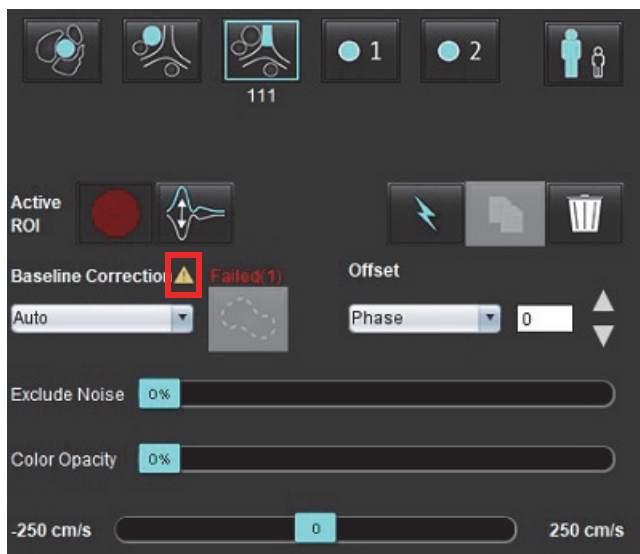 1
2
111
Active
ROI
Baseline Correction
Failed(1)
Offset
Auto
Phase
0
Exclude Noise
0%
Color Opacity
0%
-250 cm/s
0
250 cm/s